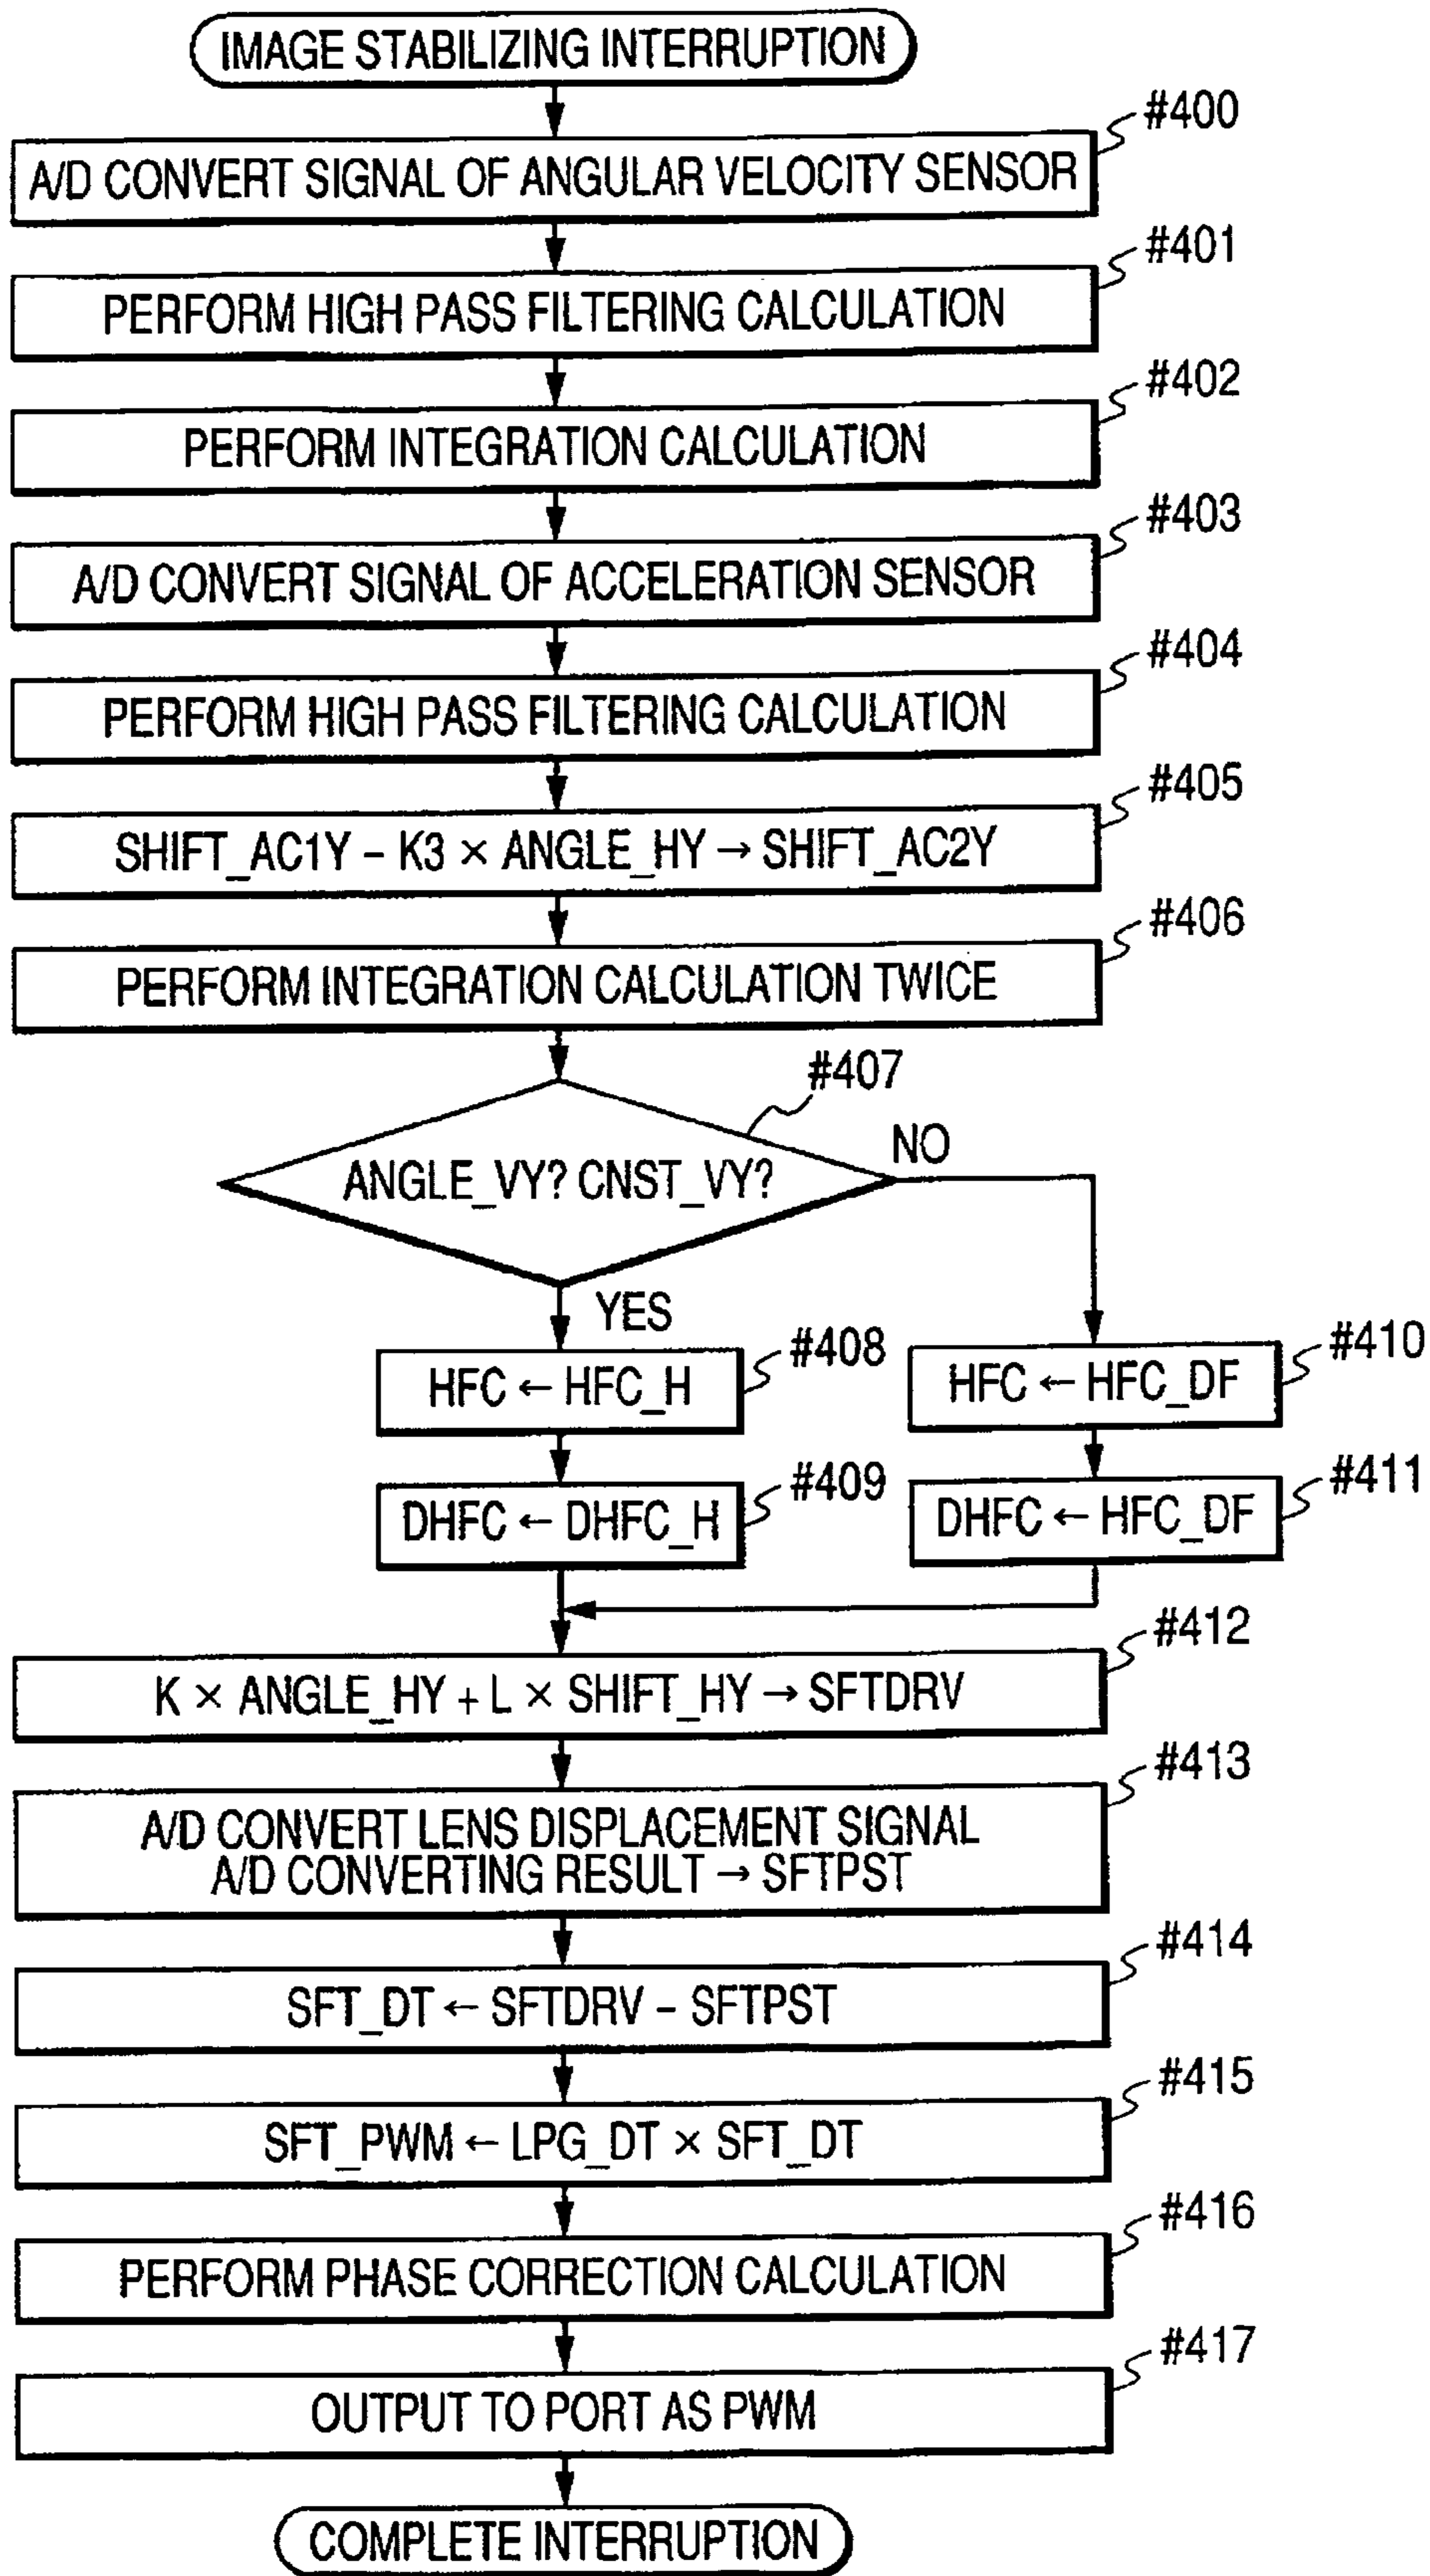 IMAGE STABILIZING INTERRUPTION
#400
A/D CONVERT SIGNAL OF ANGULAR VELOCITY SENSOR
#401
PERFORM HIGH PASS FILTERING CALCULATION
#402
PERFORM INTEGRATION CALCULATION
#403
A/D CONVERT SIGNAL OF ACCELERATION SENSOR
#404
PERFORM HIGH PASS FILTERING CALCULATION
#405
SHIFT_AC1Y – K3 × ANGLE_HY → SHIFT_AC2Y
#406
PERFORM INTEGRATION CALCULATION TWICE
#407
ANGLE_VY? CNST_VY?
NO
YES
#408
HFC ← HFC_H
#409
DHFC ← DHFC_H
#410
HFC ← HFC_DF
#411
DHFC ← HFC_DF
#412
K × ANGLE_HY + L × SHIFT_HY → SFTDRV
#413
A/D CONVERT LENS DISPLACEMENT SIGNAL
A/D CONVERTING RESULT → SFTPST
#414
SFT_DT ← SFTDRV – SFTPST
#415
SFT_PWM ← LPG_DT × SFT_DT
#416
PERFORM PHASE CORRECTION CALCULATION
#417
OUTPUT TO PORT AS PWM
COMPLETE INTERRUPTION